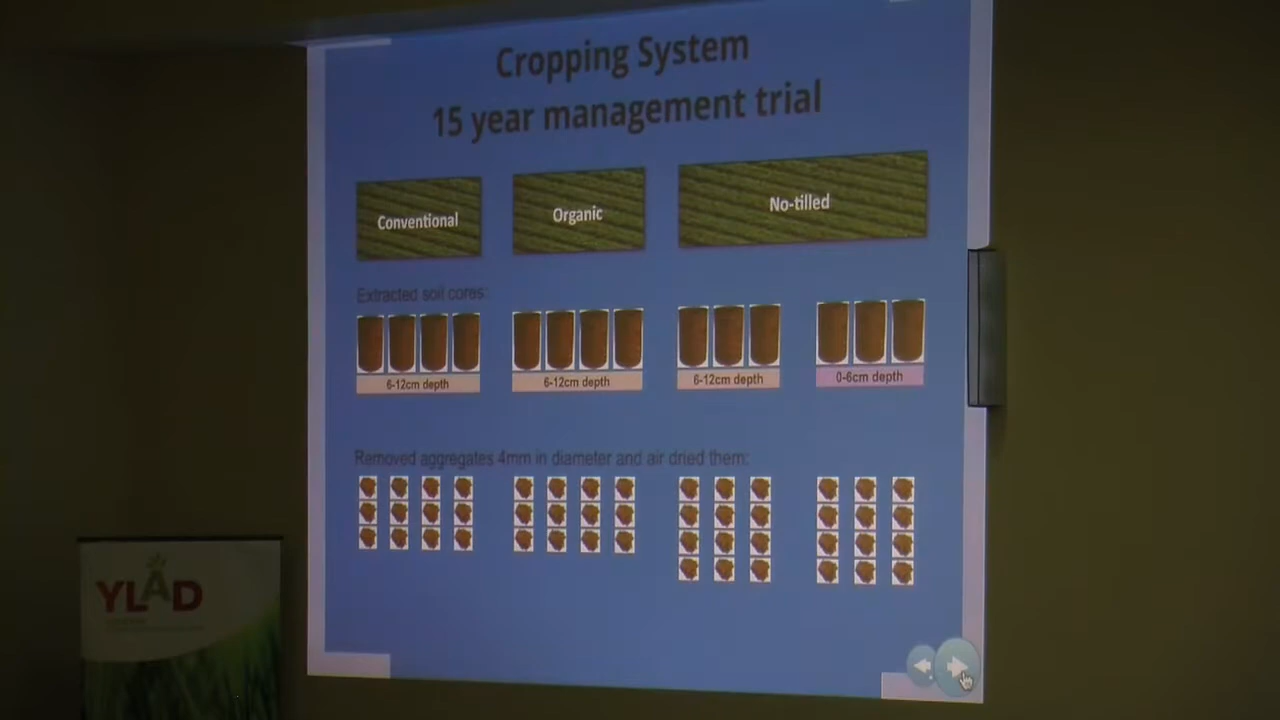 Cropping System
15 year management trial
Conventional
Organic
No-tilled
Extracted soil cores:
6-12cm depth
6-12cm depth
6-12cm depth
0-6cm depth
Removed aggregates 4mm in diameter and air dried them:
YLAD